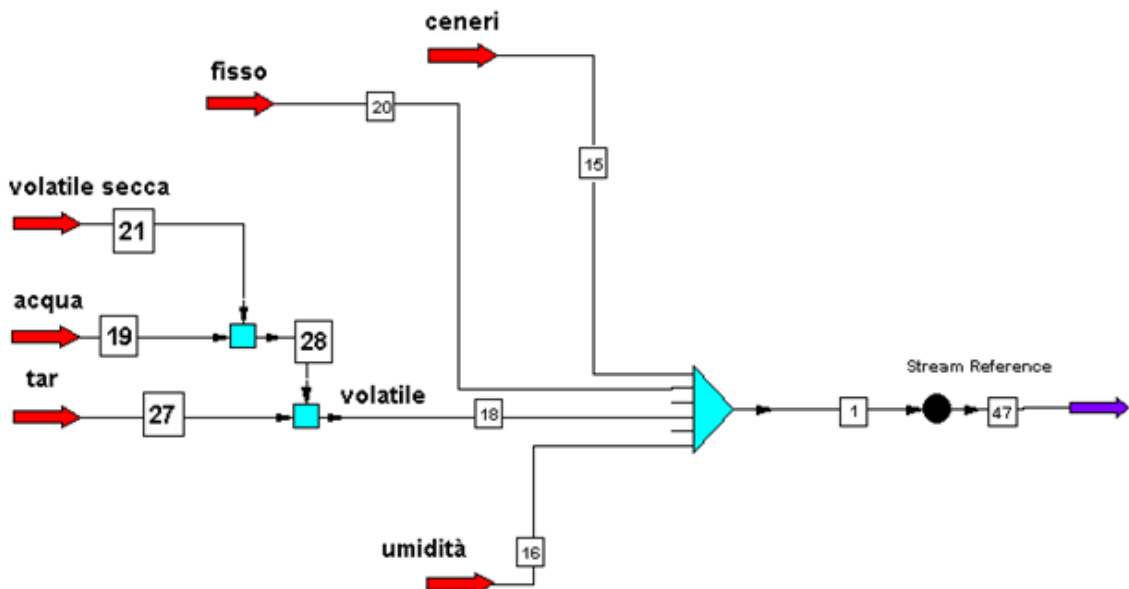 ceneri
fisso
20
15
volatile secca
21
acqua
19
28
tar
27
volatile
18
Stream Reference
1
47
umidità
16